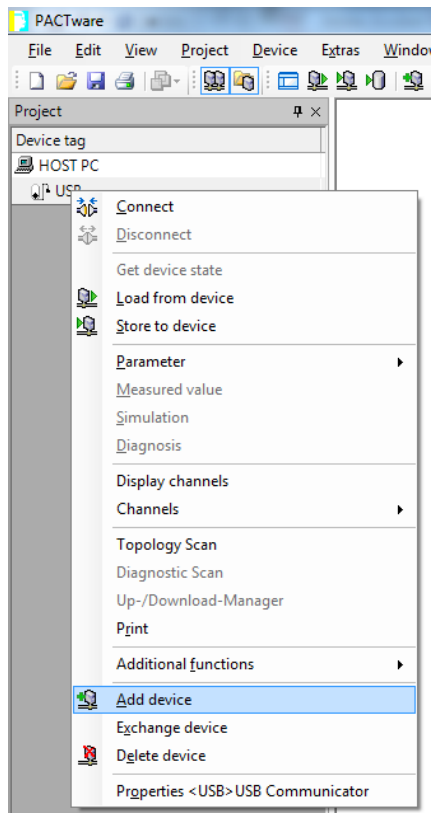 PACTware
File Edit View Project Device Extras Window
Project
Device tag
HOST PC
USB
Connect
Disconnect
Get device state
Load from device
Store to device
Parameter
Measured value
Simulation
Diagnosis
Display channels
Channels
Topology Scan
Diagnostic Scan
Up-/Download-Manager
Print
Additional functions
Add device
Exchange device
Delete device
Properties <USB>USB Communicator